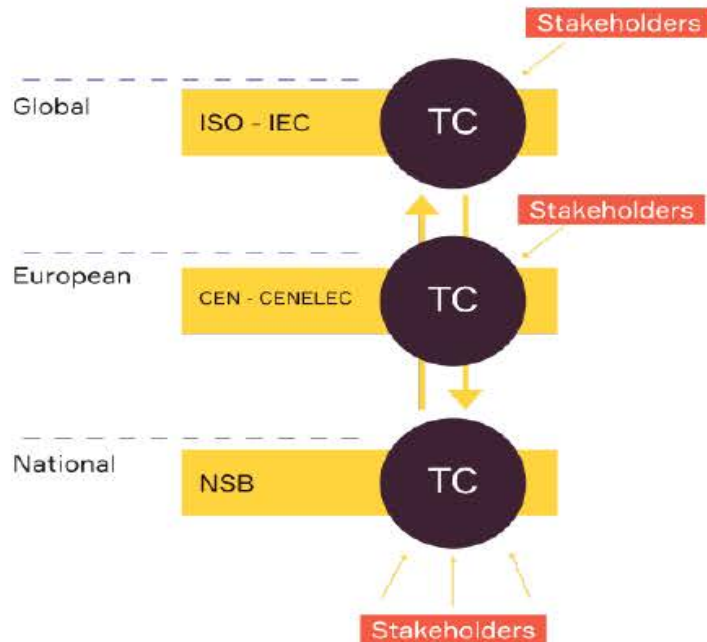 Stakeholders
Global
ISO - IEC
TC
Stakeholders
European
CEN - CENELEC
TC
National
NSB
TC
Stakeholders